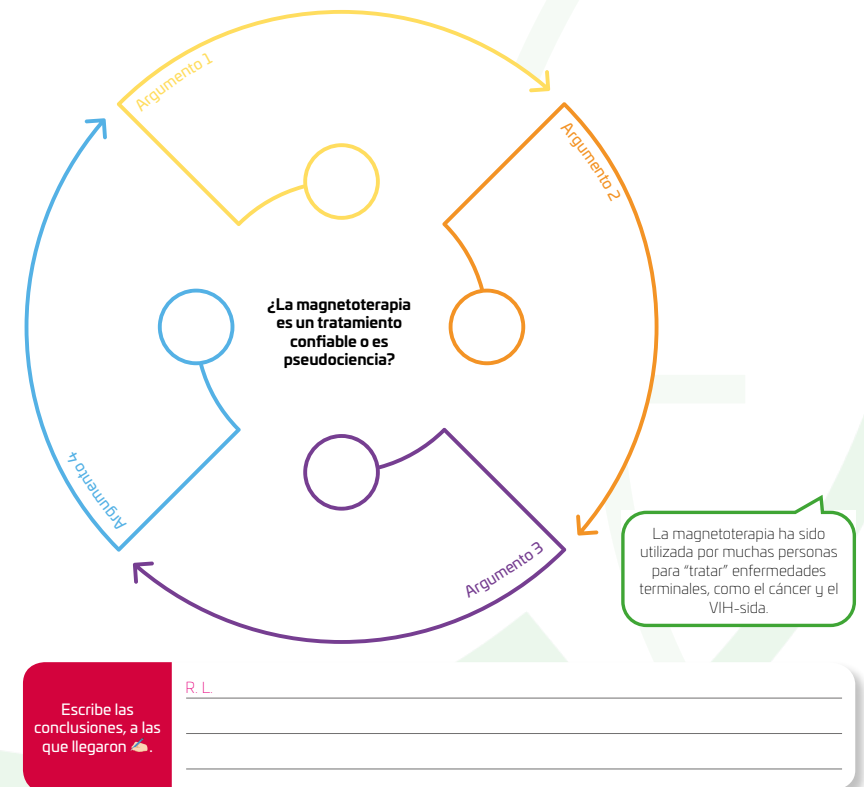 Argumento 1
Argumento 2
¿La magnetoterapia
es un tratamiento
confiable o es
pseudociencia?
Argumento 4
Argumento 3
La magnetoterapia ha sido
utilizada por muchas personas
para “tratar” enfermedades
terminales, como el cáncer y el
VIH-sida.
Escribe las
conclusiones, a las
que llegaron ✍🏻.
R. L.